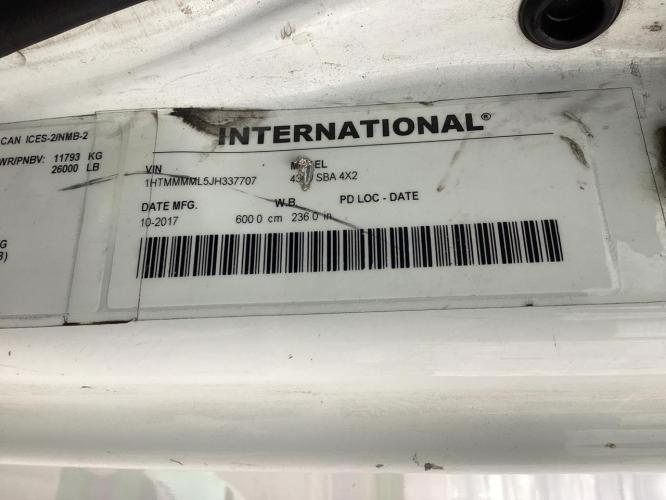 CAN ICES-2/NMB-2
WR/PNBV: 11793 KG
26000 LB
G
B)
INTERNATIONAL®
VIN
1HTMMMML5JH337707
SBA 4X2
DATE MFG.
W.B.
PD LOC - DATE
10-2017
600 0 cm 236 0 in